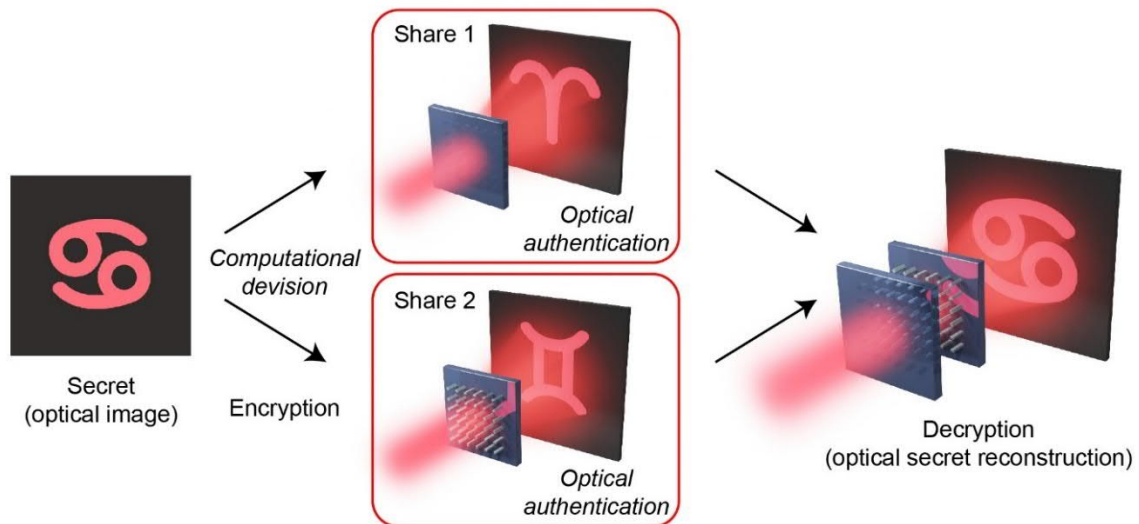 Share 1
Optical
authentication
Secret
(optical image)
Computational
devision
Encryption
Share 2
Optical
authentication
Decryption
(optical secret reconstruction)